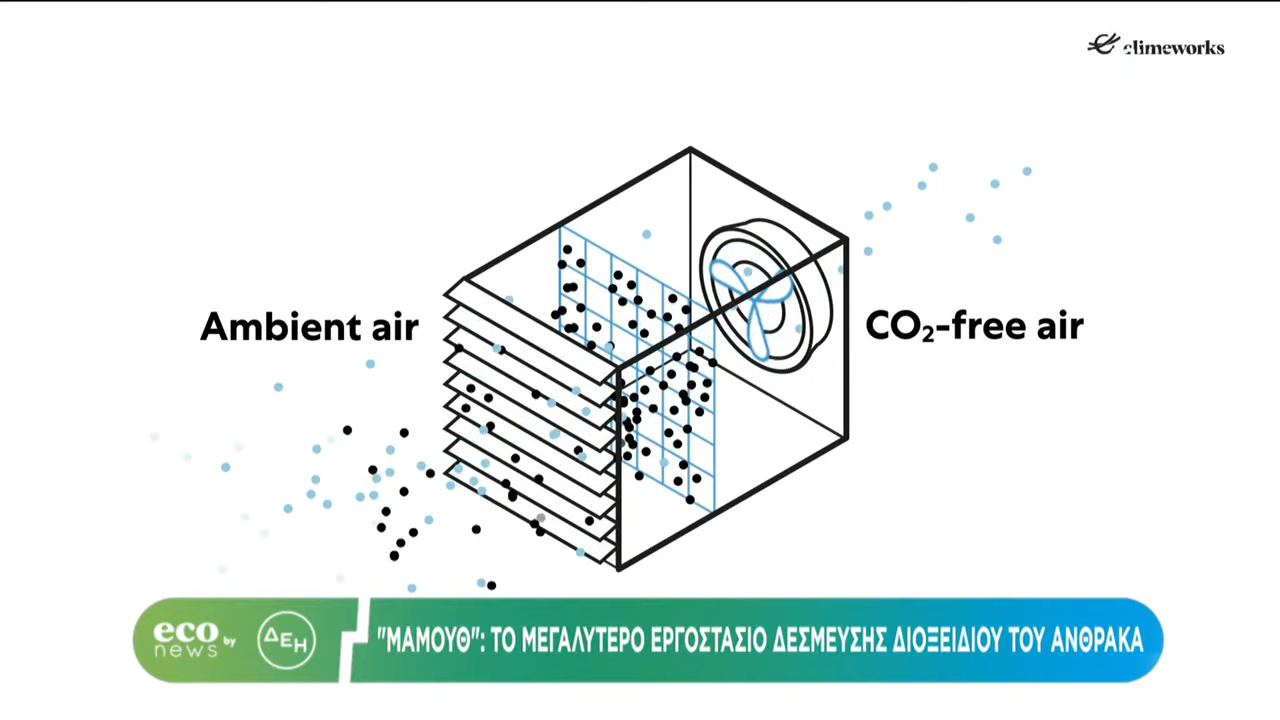 climeworks
Ambient air
CO₂-free air
eco by
news
ΔΕΗ
"ΜΑΜΟΥΘ": ΤΟ ΜΕΓΑΛΥΤΕΡΟ ΕΡΓΟΣΤΑΣΙΟ ΔΕΣΜΕΥΣΗΣ ΔΙΟΞΕΙΔΙΟΥ ΤΟΥ ΑΝΘΡΑΚΑ